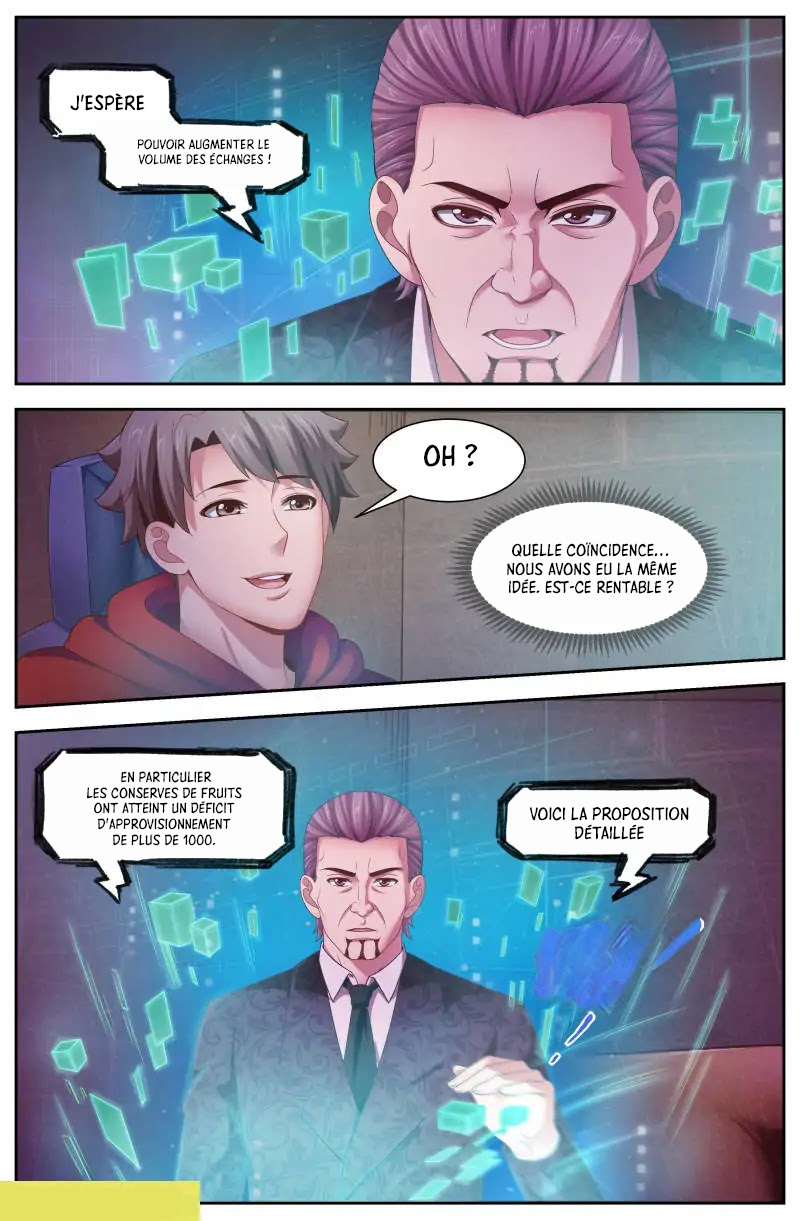 J'ESPÈRE
POUVOIR AUGMENTER LE
VOLUME DES ÉCHANGES !
OH ?
QUELLE COÏNCIDENCE...
NOUS AVONS EU LA MÊME
IDÉE. EST-CE RENTABLE ?
EN PARTICULIER
LES CONSERVES DE FRUITS
ONT ATTEINT UN DÉFICIT
D'APPROVISIONNEMENT
DE PLUS DE 1000.
VOICI LA PROPOSITION
DÉTAILLÉE